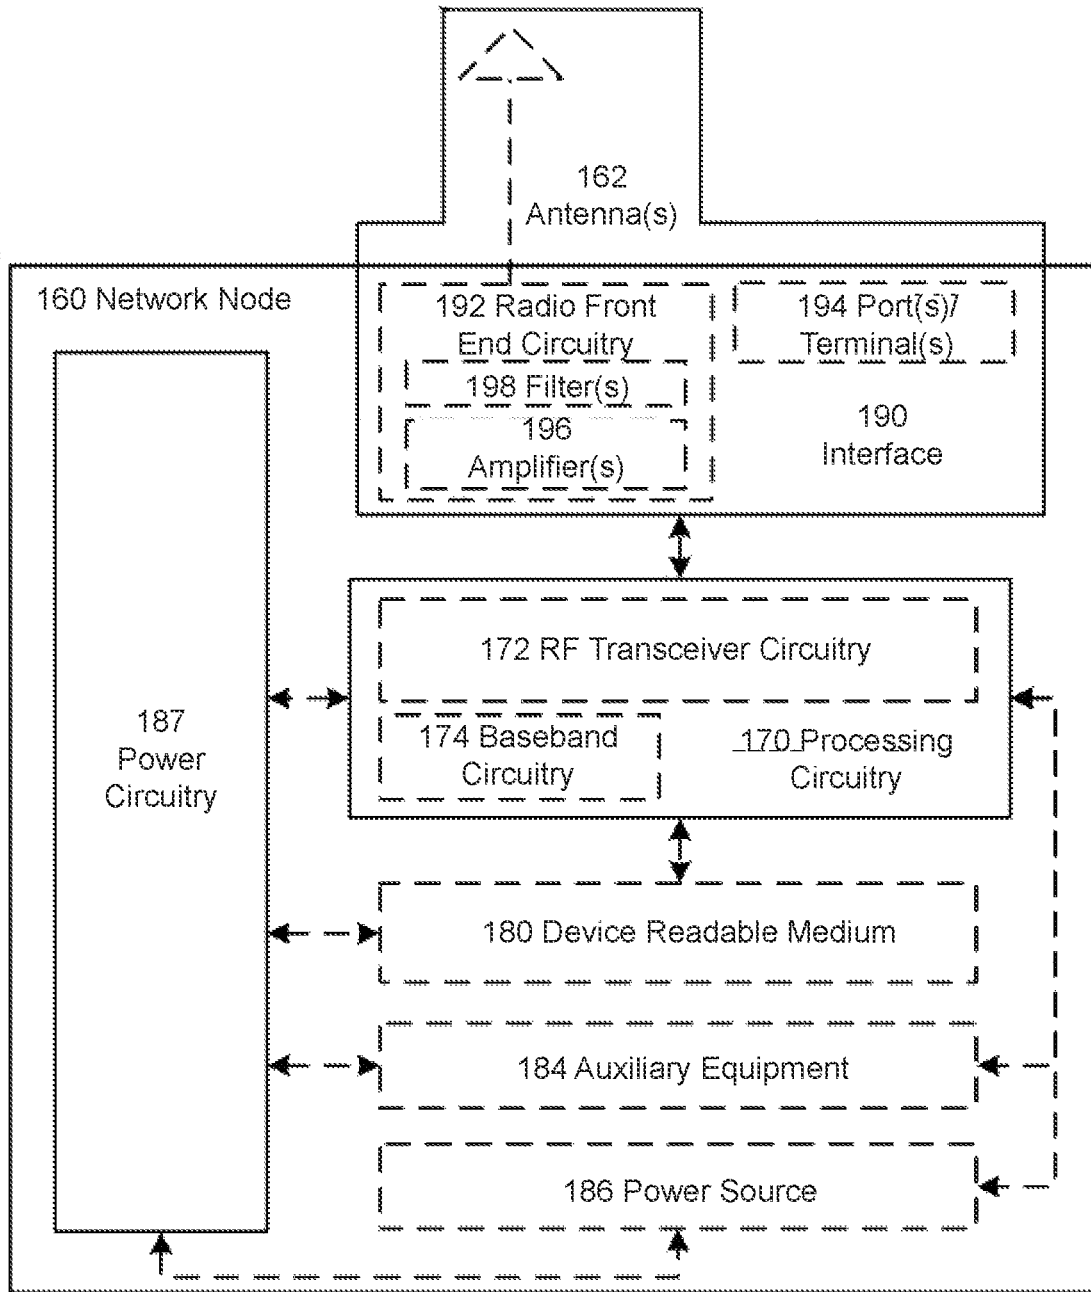 162
Antenna(s)
160 Network Node
192 Radio Front
End Circuitry
198 Filter(s)
196
Amplifier(s)
194 Port(s)/
Terminal(s)
190
Interface
187
Power
Circuitry
172 RF Transceiver Circuitry
174 Baseband
Circuitry
170 Processing
Circuitry
180 Device Readable Medium
184 Auxiliary Equipment
186 Power Source